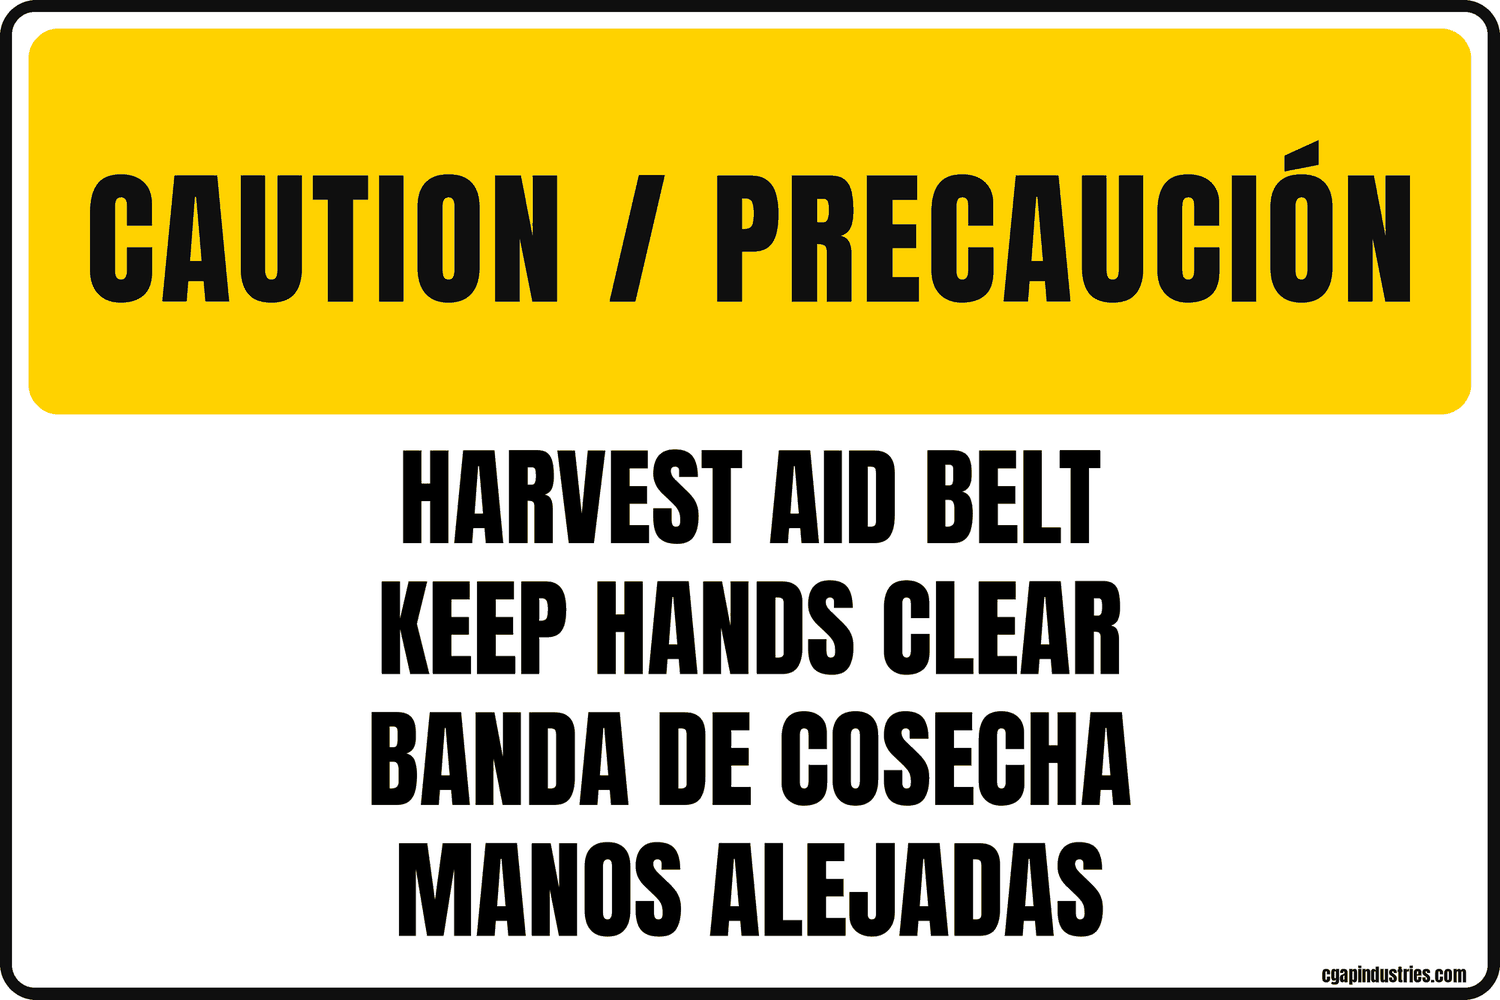 CAUTION / PRECAUCIÓN
HARVEST AID BELT
KEEP HANDS CLEAR
BANDA DE COSECHA
MANOS ALEJADAS
cgapindustries.com